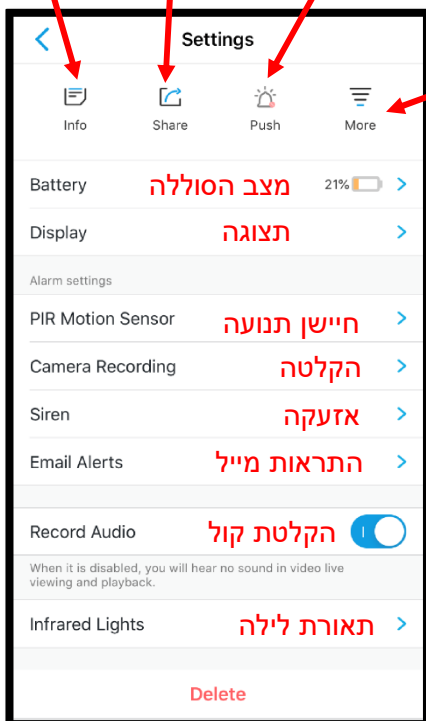 Settings
Info Share Push More
Battery מצב הסוללה 21%
Display תצוגה
Alarm settings
PIR Motion Sensor חיישן תנועה
Camera Recording הקלטה
Siren אזעקה
Email Alerts התראות מייל
Record Audio הקלטת קול
When it is disabled, you will hear no sound in video live
viewing and playback.
Infrared Lights תאורת לילה
Delete